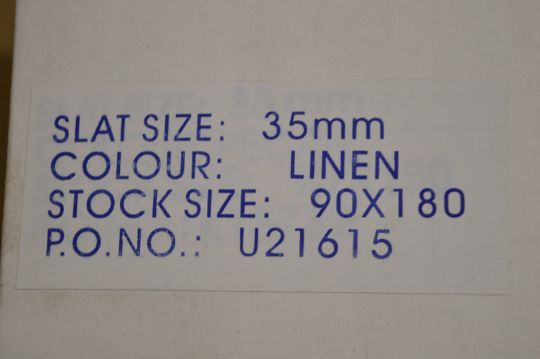 SLAT SIZE: 35mm
COLOUR: LINEN
STOCK SIZE: 90X180
P.O.NO.: U21615